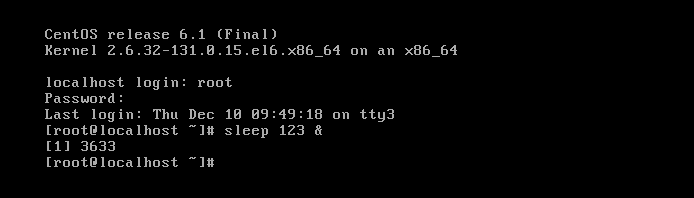 CentOS release 6.1 (Final)
Kernel 2.6.32-131.0.15.el6.x86_64 on an x86_64
localhost login: root
Password:
Last login: Thu Dec 10 09:49:18 on tty3
[root@localhost ~]# sleep 123 &
[1] 3633
[root@localhost ~]#